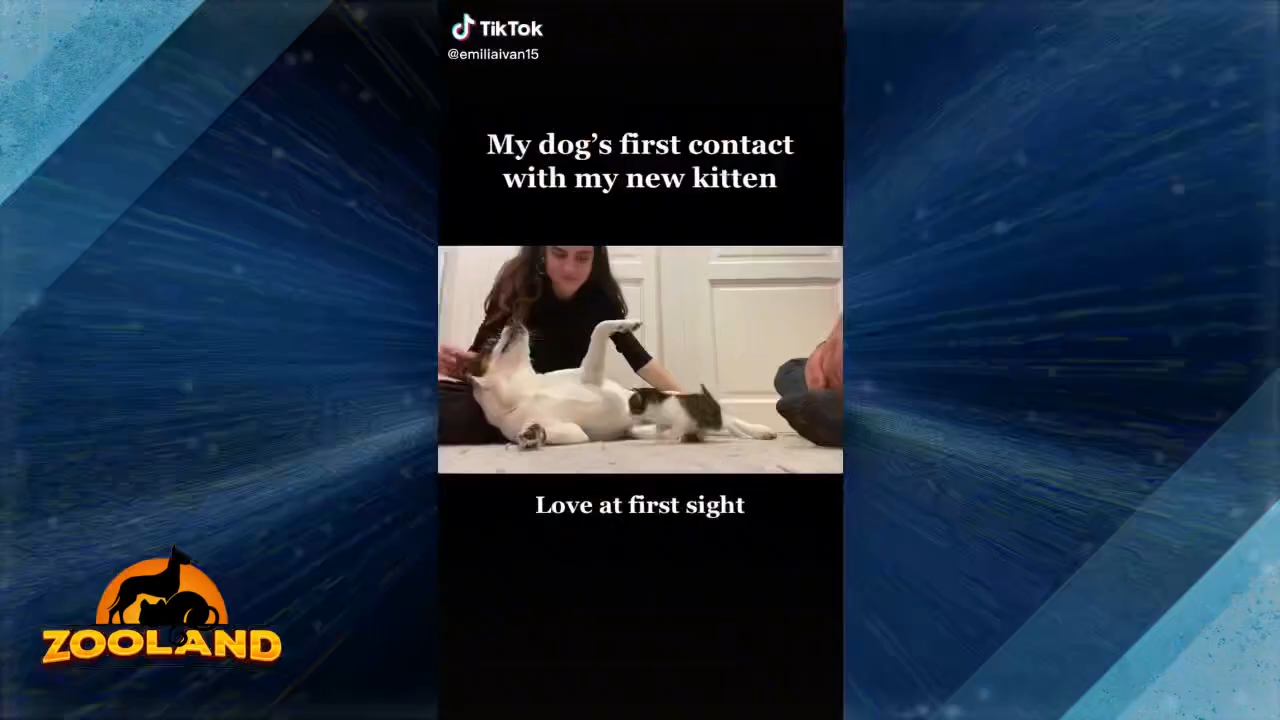 TikTok
@emiliaivan15
My dog's first contact
with my new kitten
Love at first sight
ZOOLAND